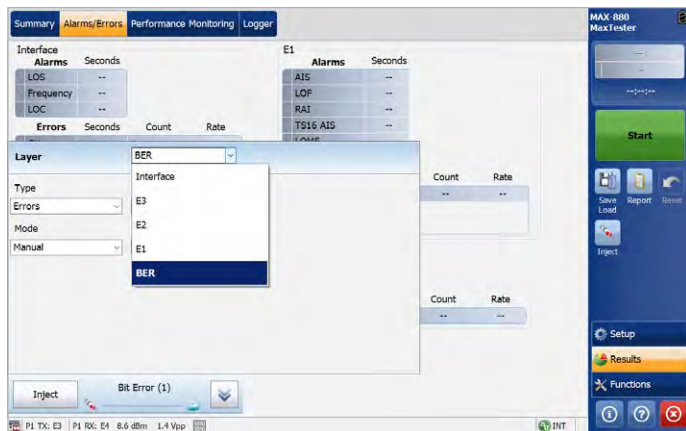 Summary Alarms/Errors Performance Monitoring Logger
MAX-880
MaxTester
Interface
Alarms Seconds
LOS --
Frequency --
LOC --
Errors Seconds Count Rate
E1
Alarms Seconds
AIS --
LOF --
RAI --
TS16 AIS --
Layer BER
Interface
E3
E2
E1
BER
Type
Errors
Mode
Manual
Count Rate
-- --
Count Rate
-- --
Inject Bit Error (1)
--
--
--:--:--
Start
Save
Load
Report
Reset
Inject
Setup
Results
Functions
P1 TX: E3 P1 RX: E4 8.6 dBm 1.4 Vpp INT